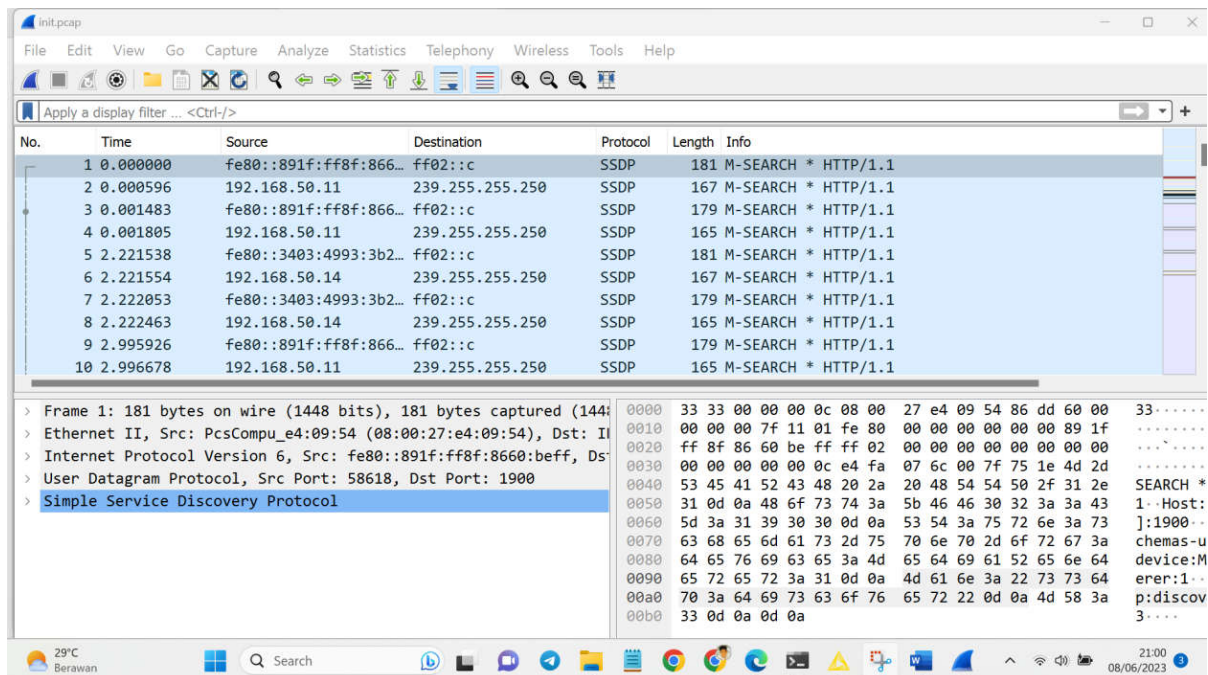 init.pcap
File Edit View Go Capture Analyze Statistics Telephony Wireless Tools Help
Apply a display filter ... <Ctrl-/>
No. Time Source Destination Protocol Length Info
1 0.000000 fe80::891f:ff8f:866… ff02::c SSDP 181 M-SEARCH * HTTP/1.1
2 0.000596 192.168.50.11 239.255.255.250 SSDP 167 M-SEARCH * HTTP/1.1
3 0.001483 fe80::891f:ff8f:866… ff02::c SSDP 179 M-SEARCH * HTTP/1.1
4 0.001805 192.168.50.11 239.255.255.250 SSDP 165 M-SEARCH * HTTP/1.1
5 2.221538 fe80::3403:4993:3b2… ff02::c SSDP 181 M-SEARCH * HTTP/1.1
6 2.221554 192.168.50.14 239.255.255.250 SSDP 167 M-SEARCH * HTTP/1.1
7 2.222053 fe80::3403:4993:3b2… ff02::c SSDP 179 M-SEARCH * HTTP/1.1
8 2.222463 192.168.50.14 239.255.255.250 SSDP 165 M-SEARCH * HTTP/1.1
9 2.995926 fe80::891f:ff8f:866… ff02::c SSDP 179 M-SEARCH * HTTP/1.1
10 2.996678 192.168.50.11 239.255.255.250 SSDP 165 M-SEARCH * HTTP/1.1
Frame 1: 181 bytes on wire (1448 bits), 181 bytes captured (144
Ethernet II, Src: PcsCompu_e4:09:54 (08:00:27:e4:09:54), Dst:
Internet Protocol Version 6, Src: fe80::891f:ff8f:8660:beff, Ds
User Datagram Protocol, Src Port: 58618, Dst Port: 1900
Simple Service Discovery Protocol
0000 33 33 00 00 00 0c 08 00 27 e4 09 54 86 dd 60 00 33······
0010 00 00 00 7f 11 01 fe 80 00 00 00 00 00 00 89 1f ········
0020 ff 8f 86 60 be ff ff 02 00 00 00 00 00 00 00 00 ···`····
0030 00 00 00 00 00 0c e4 fa 07 6c 00 7f 75 1e 4d 2d ········
0040 53 45 41 52 43 48 20 2a 20 48 54 54 50 2f 31 2e SEARCH *
0050 31 0d 0a 48 6f 73 74 3a 5b 46 46 30 32 3a 3a 43 1··Host:
0060 5d 3a 31 39 30 30 0d 0a 53 54 3a 75 72 6e 3a 73 ]:1900··
0070 63 68 65 6d 61 73 2d 75 70 6e 70 2d 6f 72 67 3a chemas-u
0080 64 65 76 69 63 65 3a 4d 65 64 69 61 52 65 6e 64 device:M
0090 65 72 65 72 3a 31 0d 0a 4d 61 6e 3a 22 73 73 64 erer:1··
00a0 70 3a 64 69 73 63 6f 76 65 72 22 0d 0a 4d 58 3a p:discov
00b0 33 0d 0a 0d 0a 3····
29°C
Berawan
Search
21:00
08/06/2023
3